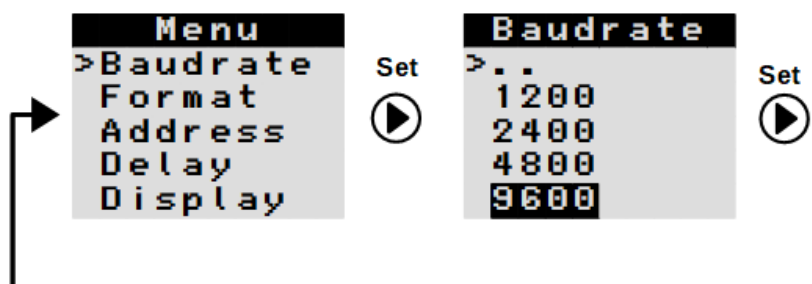 Menu
>Baudrate
Format
Address
Delay
Display
Set
Baudrate
>..
1200
2400
4800
9600
Set